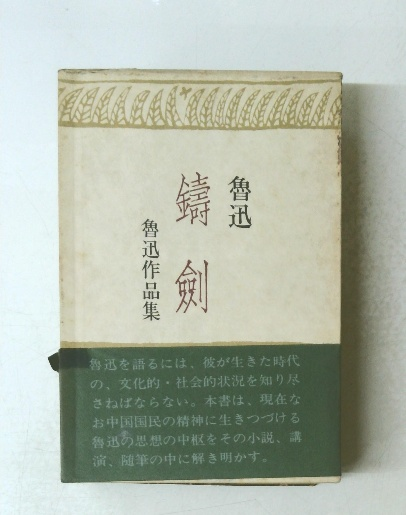 魯迅
鑄劍
魯迅作品集
魯迅を語るには、彼が生きた時代
の、文化的・社会的状況を知り尽
さねばならない。本書は、現在な
お中国国民の精神に生きつづける
魯迅の思想の中枢をその小説、講
演、随筆の中に解き明かす。